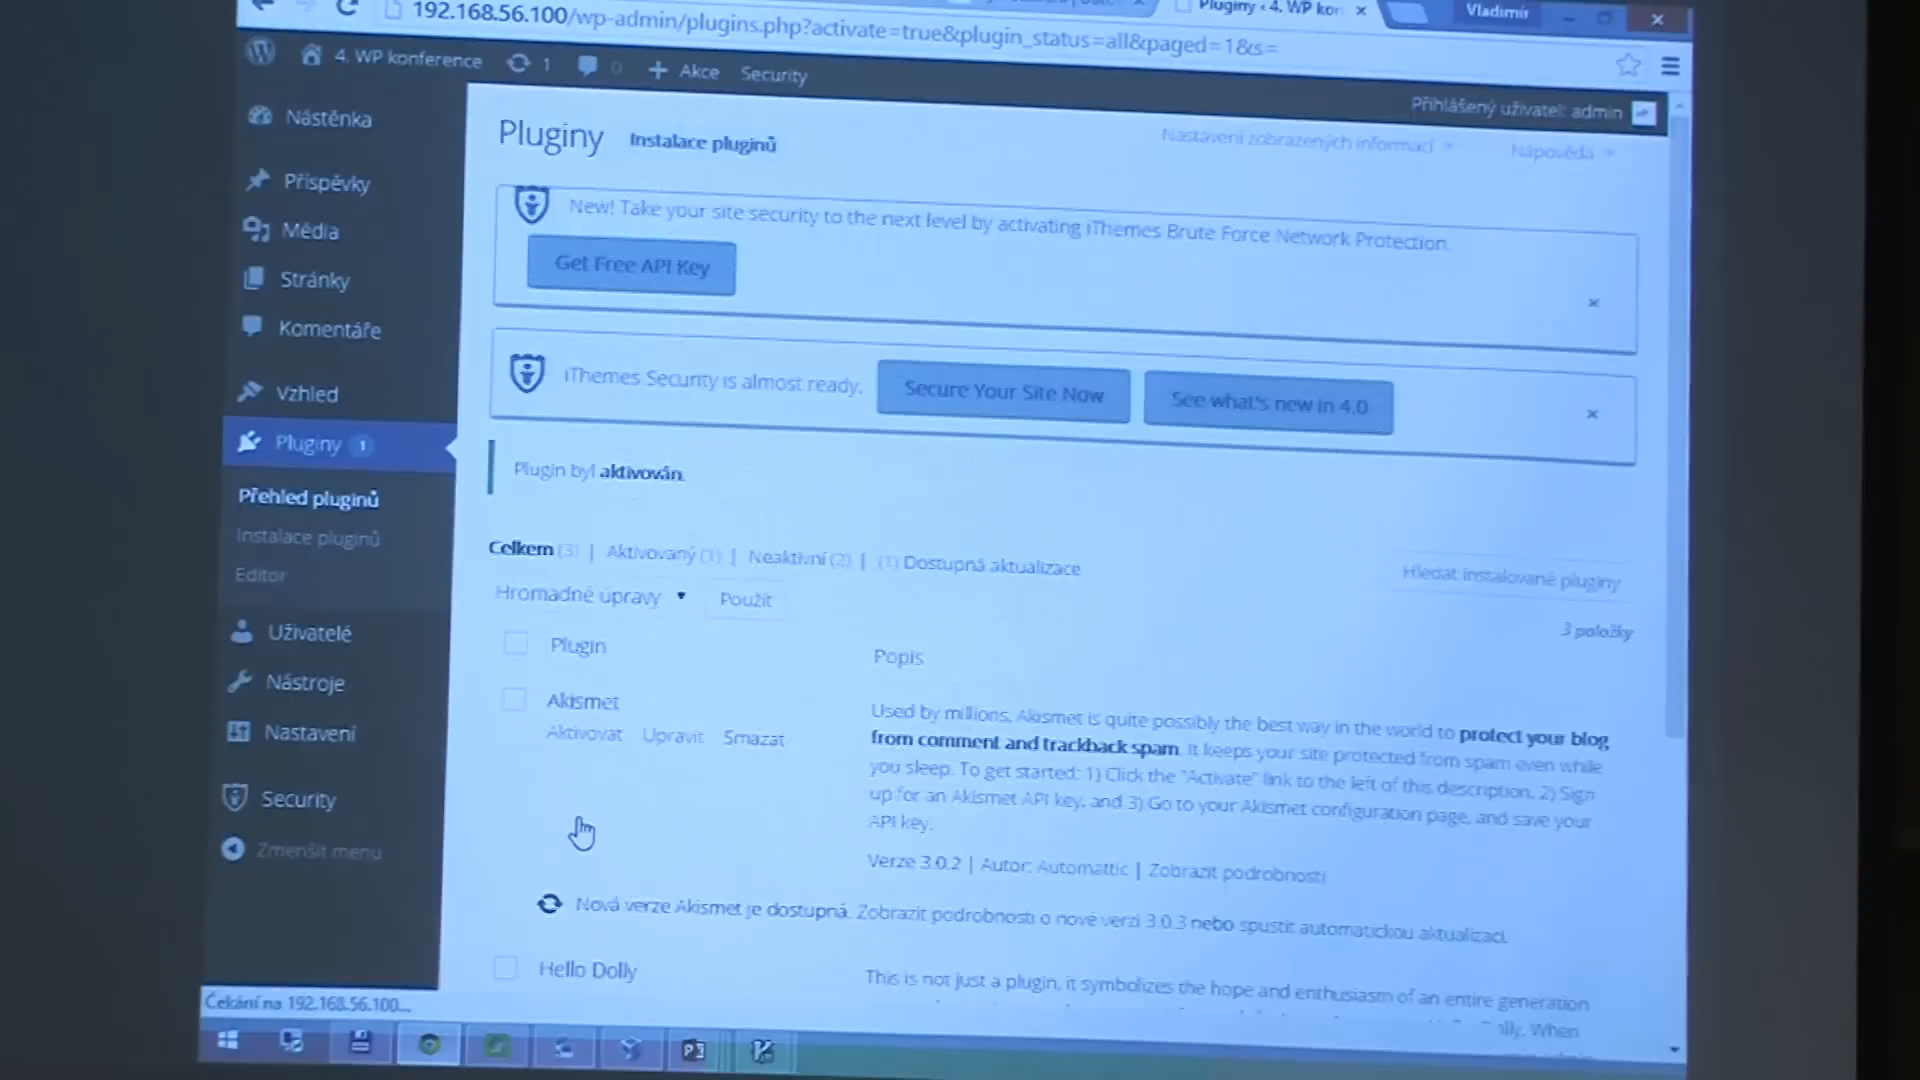 Pluginy ‹ 4. WP kon
Vladimír
192.168.56.100/wp-admin/plugins.php?activate=true&plugin_status=all&paged=1&s=
4. WP konference
1
0
Akce
Security
Přihlášený uživatel: admin
Nástěnka
Příspěvky
Média
Stránky
Komentáře
Vzhled
Pluginy 1
Přehled pluginů
Instalace pluginů
Editor
Uživatelé
Nástroje
Nastavení
Security
Zmenšit menu
Pluginy
Instalace pluginů
Nastavení zobrazených informací
Nápověda
New! Take your site security to the next level by activating iThemes Brute Force Network Protection.
Get Free API Key
iThemes Security is almost ready.
Secure Your Site Now
See what's new in 4.0
Plugin byl aktivován.
Celkem (3) | Aktivovaný (1) | Neaktivní (2) | (1) Dostupná aktualizace
Hledat instalované pluginy
Hromadné úpravy
Použít
3 položky
Plugin
Popis
Akismet
Aktivovat Upravit Smazat
Used by millions, Akismet is quite possibly the best way in the world to protect your blog
from comment and trackback spam. It keeps your site protected from spam even while
you sleep. To get started: 1) Click the "Activate" link to the left of this description, 2) Sign
up for an Akismet API key, and 3) Go to your Akismet configuration page, and save your
API key.
Verze 3.0.2 | Autor: Automattic | Zobrazit podrobnosti
Nová verze Akismet je dostupná. Zobrazit podrobnosti o nové verzi 3.0.3 nebo spustit automatickou aktualizaci.
Hello Dolly
This is not just a plugin, it symbolizes the hope and enthusiasm of an entire generation
When
Čekání na 192.168.56.100...